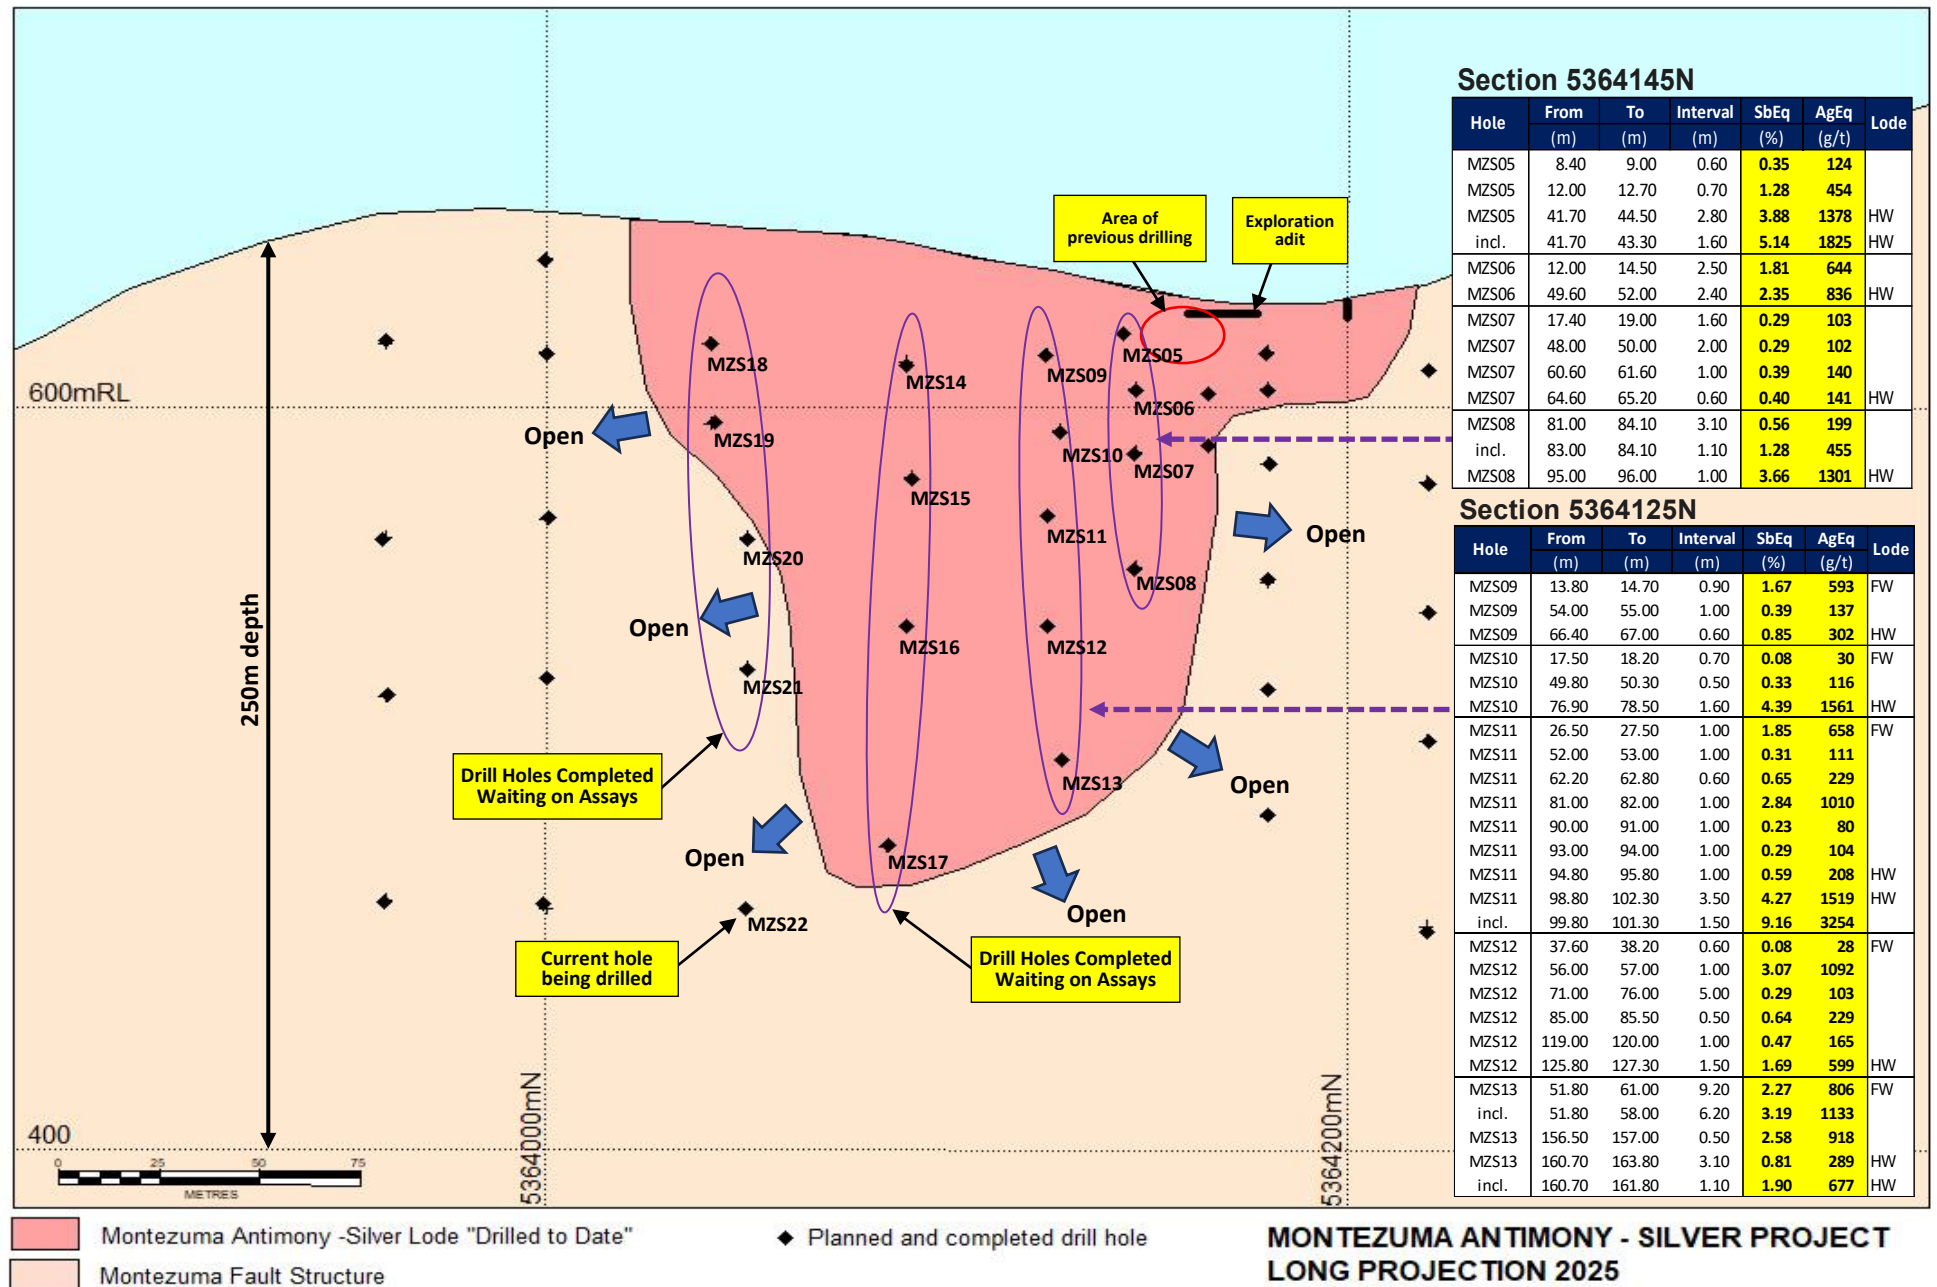 Section 5364145N
Hole From To Interval SbEq AgEq Lode
(m) (m) (m) (%) (g/t)
MZS05 8.40 9.00 0.60 0.35 124
MZS05 12.00 12.70 0.70 1.28 454
MZS05 41.70 44.50 2.80 3.88 1378 HW
incl. 41.70 43.30 1.60 5.14 1825 HW
MZS06 12.00 14.50 2.50 1.81 644
MZS06 49.60 52.00 2.40 2.35 836 HW
MZS07 17.40 19.00 1.60 0.29 103
MZS07 48.00 50.00 2.00 0.29 102
MZS07 60.60 61.60 1.00 0.39 140
MZS07 64.60 65.20 0.60 0.40 141 HW
MZS08 81.00 84.10 3.10 0.56 199
incl. 83.00 84.10 1.10 1.28 455
MZS08 95.00 96.00 1.00 3.66 1301 HW
Section 5364125N
Hole From To Interval SbEq AgEq Lode
(m) (m) (m) (%) (g/t)
MZS09 13.80 14.70 0.90 1.67 593 FW
MZS09 54.00 55.00 1.00 0.39 137
MZS09 66.40 67.00 0.60 0.85 302 HW
MZS10 17.50 18.20 0.70 0.08 30 FW
MZS10 49.80 50.30 0.50 0.33 116
MZS10 76.90 78.50 1.60 4.39 1561 HW
MZS11 26.50 27.50 1.00 1.85 658 FW
MZS11 52.00 53.00 1.00 0.31 111
MZS11 62.20 62.80 0.60 0.65 229
MZS11 81.00 82.00 1.00 2.84 1010
MZS11 90.00 91.00 1.00 0.23 80
MZS11 93.00 94.00 1.00 0.29 104
MZS11 94.80 95.80 1.00 0.59 208 HW
MZS11 98.80 102.30 3.50 4.27 1519 HW
incl. 99.80 101.30 1.50 9.16 3254
MZS12 37.60 38.20 0.60 0.08 28 FW
MZS12 56.00 57.00 1.00 3.07 1092
MZS12 71.00 76.00 5.00 0.29 103
MZS12 85.00 85.50 0.50 0.64 229
MZS12 119.00 120.00 1.00 0.47 165
MZS12 125.80 127.30 1.50 1.69 599 HW
MZS13 51.80 61.00 9.20 2.27 806 FW
incl. 51.80 58.00 6.20 3.19 1133
MZS13 156.50 157.00 0.50 2.58 918
MZS13 160.70 163.80 3.10 0.81 289 HW
incl. 160.70 161.80 1.10 1.90 677 HW
Area of
previous drilling
Exploration
adit
MZS18
MZS14
MZS09
MZS05
600mRL
MZS06
Open
MZS19
MZS10
MZS07
MZS15
MZS11
Open
MZS20
MZS08
250m depth
Open
MZS16
MZS12
MZS21
Drill Holes Completed
Waiting on Assays
MZS13
Open
Open
MZS17
Open
MZS22
Current hole
being drilled
Drill Holes Completed
Waiting on Assays
400
0 25 50 75
METRES
5364000mN
5364200mN
Montezuma Antimony -Silver Lode "Drilled to Date"
Planned and completed drill hole
Montezuma Fault Structure
MONTEZUMA ANTIMONY - SILVER PROJECT
LONG PROJECTION 2025